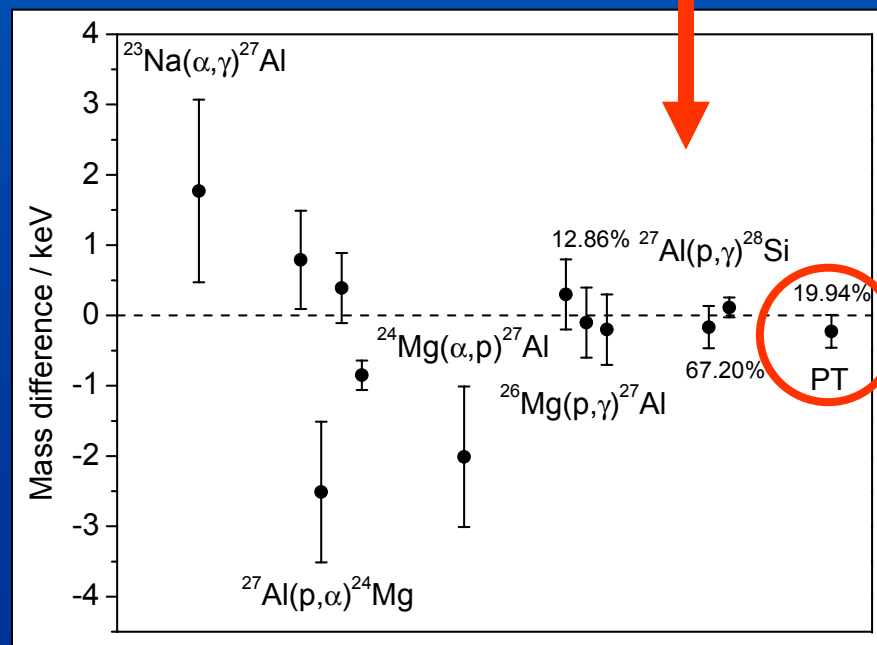 Mass difference / keV
4
3
2
1
0
-1
-2
-3
-4
²³Na(α,γ)²⁷Al
12.86%
²⁷Al(p,γ)²⁸Si
19.94%
²⁴Mg(α,p)²⁷Al
67.20%
PT
²⁶Mg(p,γ)²⁷Al
²⁷Al(p,α)²⁴Mg